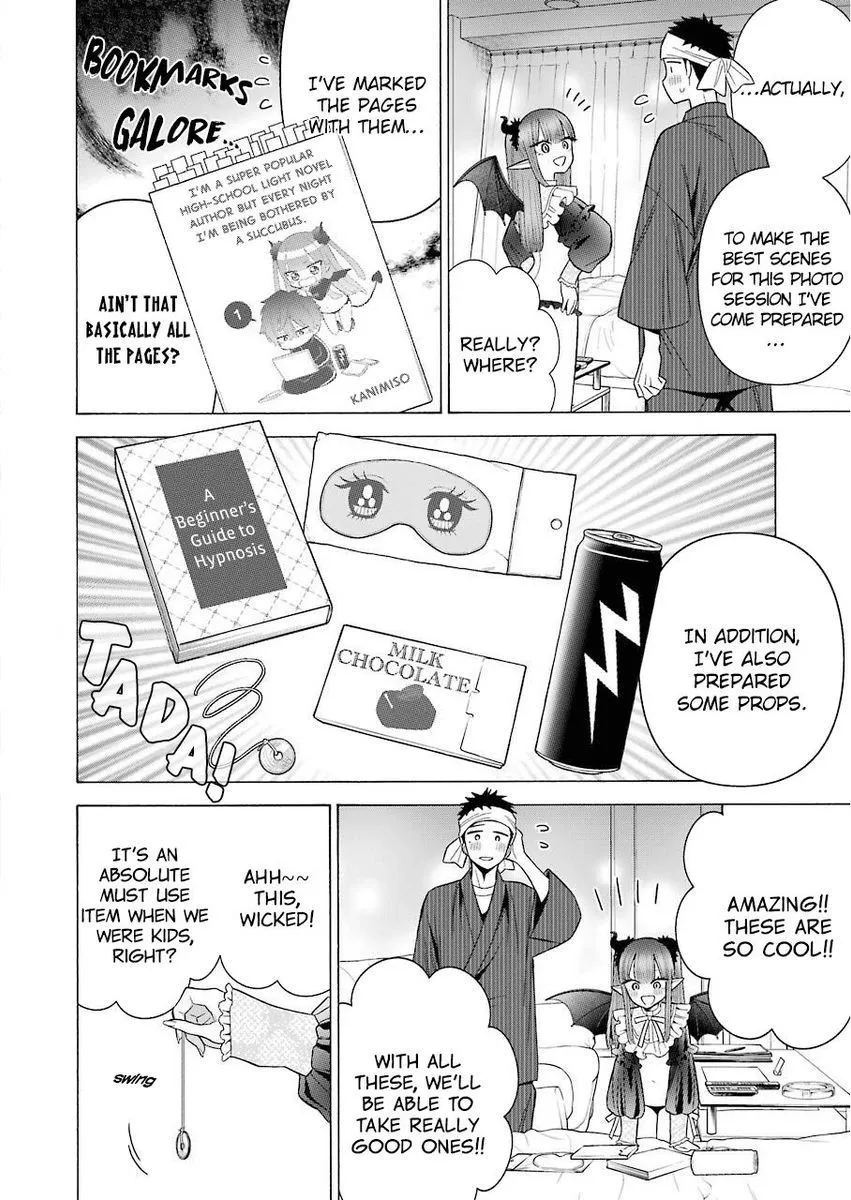 ...ACTUALLY,
TO MAKE THE
BEST SCENES
FOR THIS PHOTO
SESSION I'VE
COME PREPARED
...
REALLY?
WHERE?
I'VE MARKED
THE PAGES
WITH THEM...
BOOKMARKS
GALORE...
I'M A SUPER POPULAR
HIGH-SCHOOL LIGHT NOVEL
AUTHOR BUT EVERY NIGHT
I'M BEING BOTHERED BY
A SUCCUBUS.
1
KANIMISO
AIN'T THAT
BASICALLY ALL
THE PAGES?
IN ADDITION,
I'VE ALSO
PREPARED
SOME PROPS.
A
Beginner's
Guide to
Hypnosis
MILK
CHOCOLATE
TADA!
AMAZING!!
THESE ARE
SO COOL!!
WITH ALL
THESE, WE'LL
BE ABLE TO
TAKE REALLY
GOOD ONES!!
AHH~~
THIS,
WICKED!
IT'S AN
ABSOLUTE
MUST USE
ITEM WHEN WE
WERE KIDS,
RIGHT?
swing